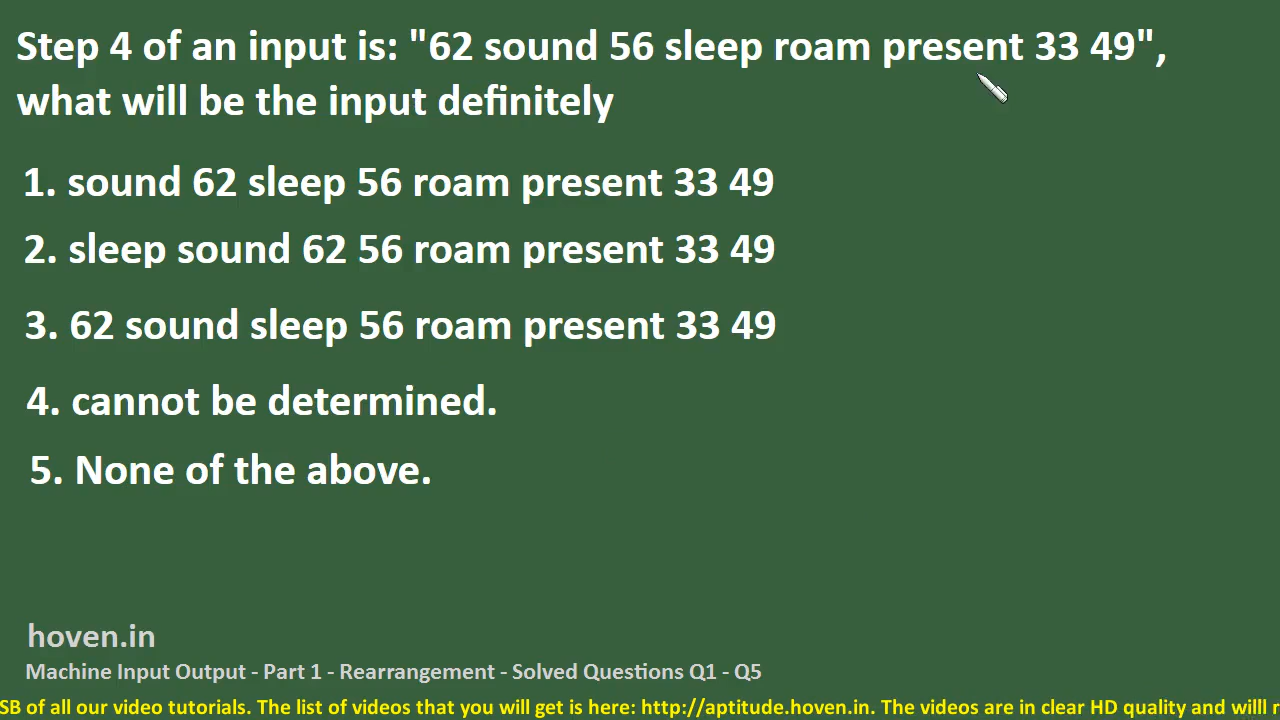 Step 4 of an input is: "62 sound 56 sleep roam present 33 49",
what will be the input definitely
1. sound 62 sleep 56 roam present 33 49
2. sleep sound 62 56 roam present 33 49
3. 62 sound sleep 56 roam present 33 49
4. cannot be determined.
5. None of the above.
hoven.in
Machine Input Output - Part 1 - Rearrangement - Solved Questions Q1 - Q5
SB of all our video tutorials. The list of videos that you will get is here: http://aptitude.hoven.in. The videos are in clear HD quality and willl